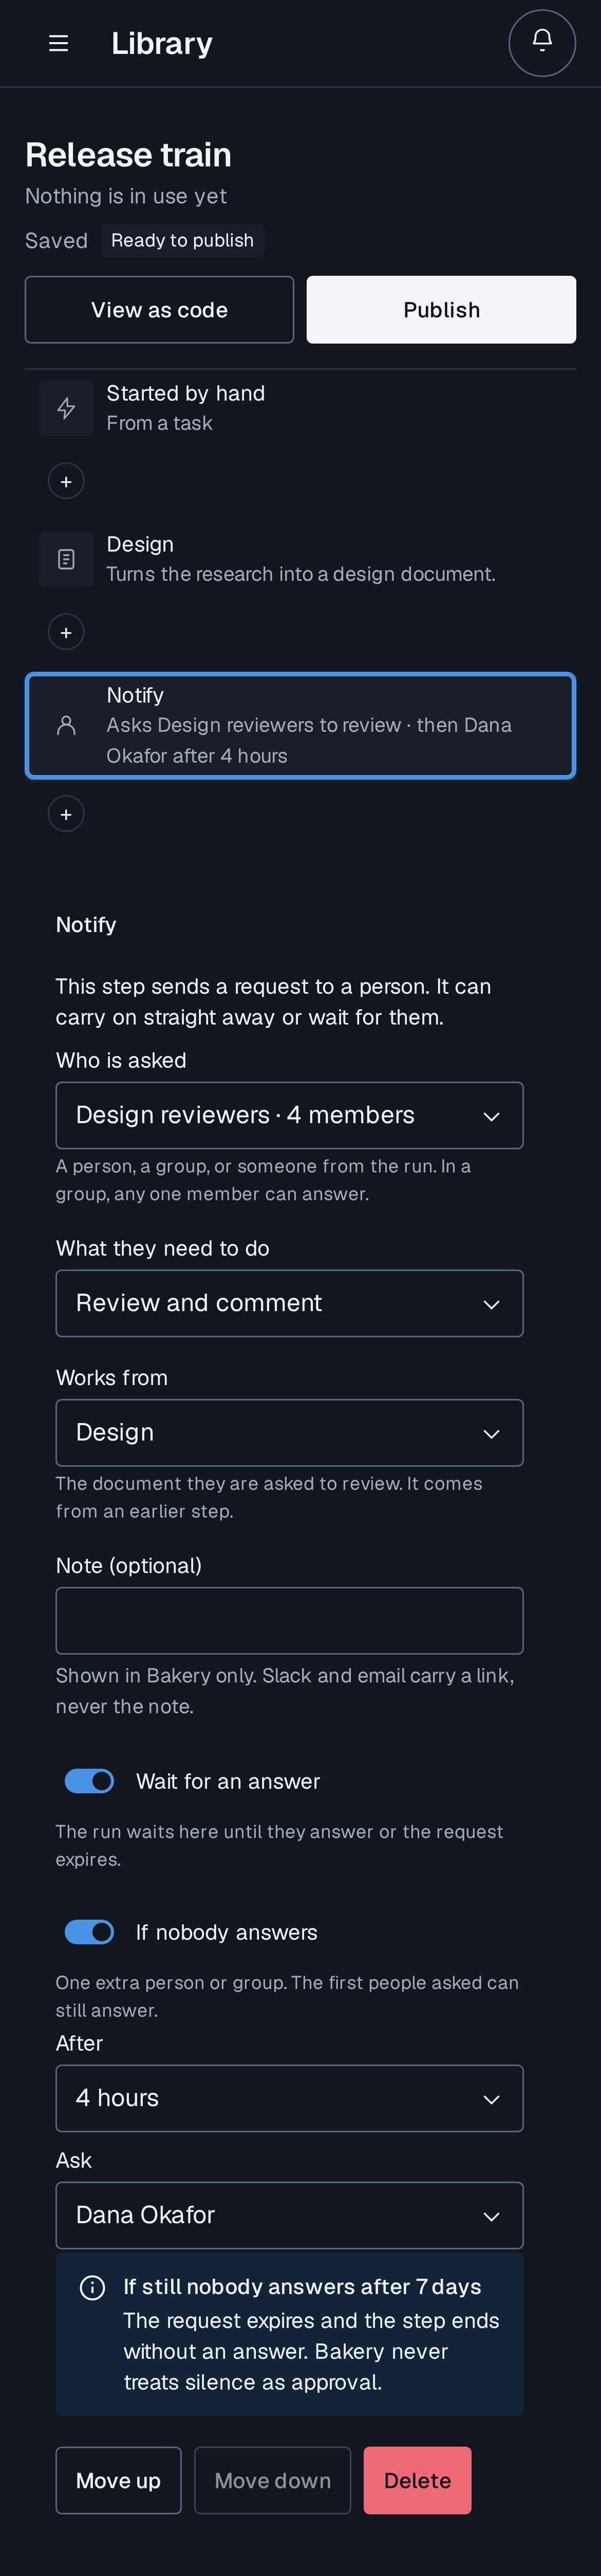 Library
Release train
Nothing is in use yet
Saved Ready to publish
View as code Publish
Started by hand
From a task
+
Design
Turns the research into a design document.
+
Notify
Asks Design reviewers to review · then Dana
Okafor after 4 hours
+
Notify
This step sends a request to a person. It can
carry on straight away or wait for them.
Who is asked
Design reviewers · 4 members
A person, a group, or someone from the run. In a
group, any one member can answer.
What they need to do
Review and comment
Works from
Design
The document they are asked to review. It comes
from an earlier step.
Note (optional)
Shown in Bakery only. Slack and email carry a link,
never the note.
Wait for an answer
The run waits here until they answer or the request
expires.
If nobody answers
One extra person or group. The first people asked can
still answer.
After
4 hours
Ask
Dana Okafor
If still nobody answers after 7 days
The request expires and the step ends
without an answer. Bakery never
treats silence as approval.
Move up Move down Delete